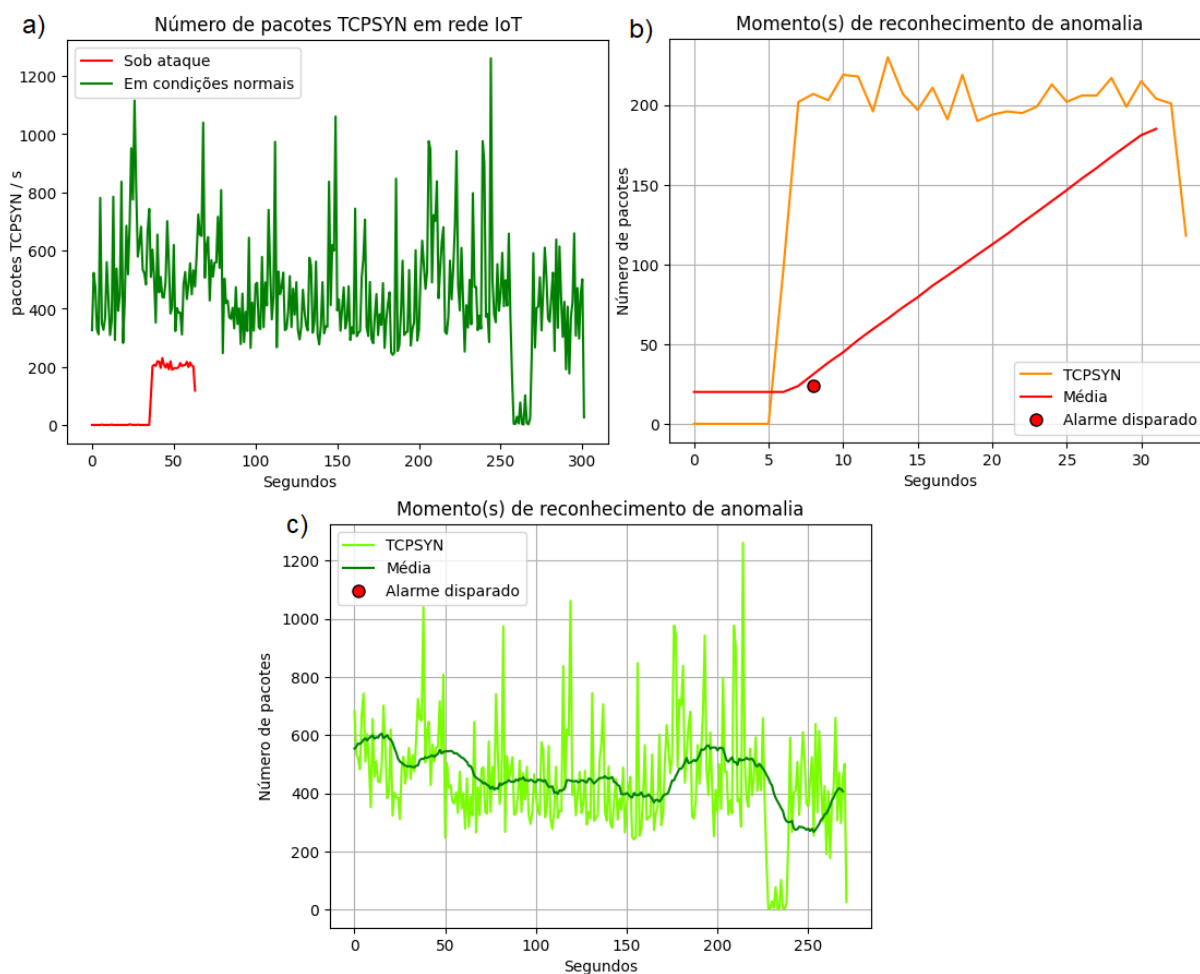 a)
Número de pacotes TCPSYN em rede IoT
Sob ataque
Em condições normais
pacotes TCPSYN / s
1200
1000
800
600
400
200
0
0 50 100 150 200 250 300
Segundos
b)
Momento(s) de reconhecimento de anomalia
Número de pacotes
200
150
100
50
0
TCPSYN
Média
Alarme disparado
0 5 10 15 20 25 30
Segundos
c)
Momento(s) de reconhecimento de anomalia
TCPSYN
Média
Alarme disparado
Número de pacotes
1200
1000
800
600
400
200
0
0 50 100 150 200 250
Segundos